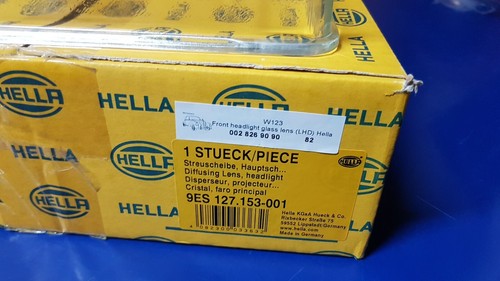 HELLA
HELLA
HELLA
HELLA
W123
Front headlight glass lens (LHD) Hella
002 826 90 90 82
HELLA
1 STUECK/PIECE
Streuscheibe, Hauptsch...
Diffusing Lens, headlight
Disperseur, projecteur...
Cristal, faro principal
9ES 127.153-001
HELLA
Hella KGaA Hueck & Co.
Rixbecker Straße 75
59552 Lippstadt/Germany
www.hella.com
Made in Germany
HELLA
HELLA